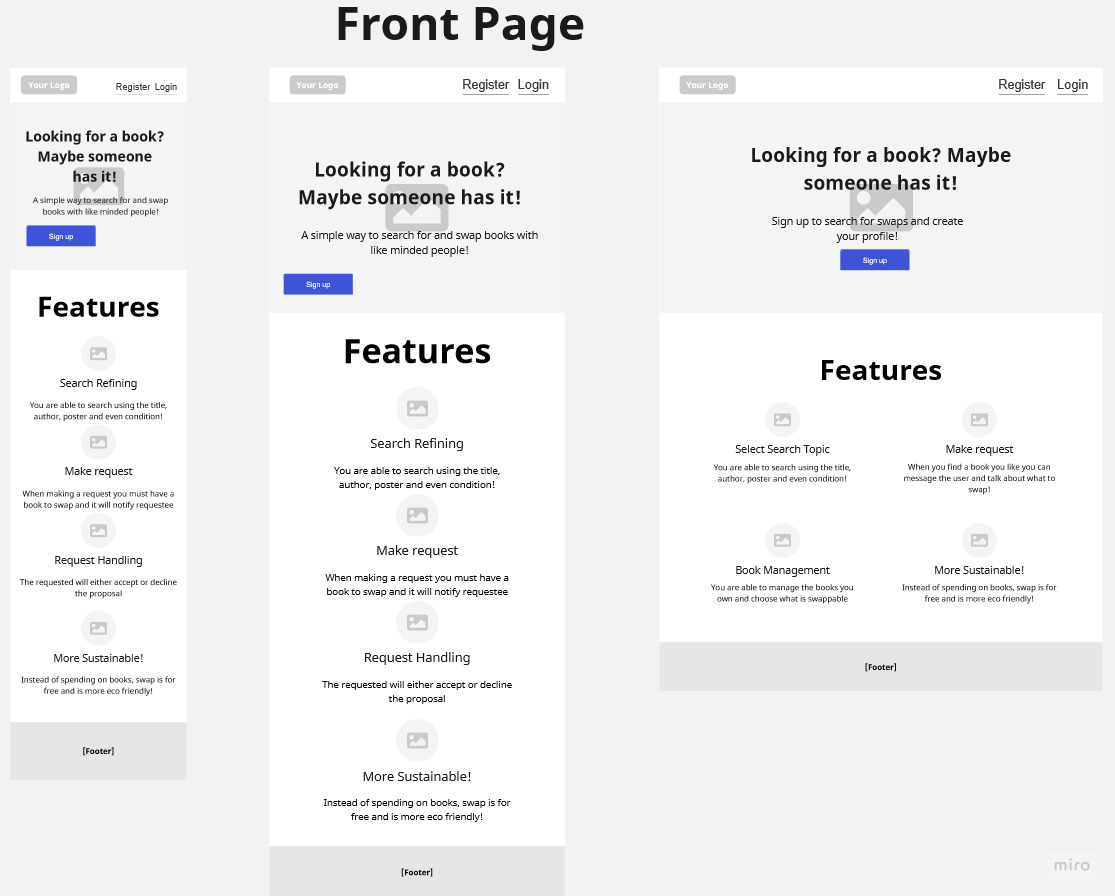 Front Page
Your Logo
Register Login
Looking for a book?
Maybe someone
has it!
A simple way to search for and swap
books with like minded people!
Sign up
Features
Search Refining
You are able to search using the title,
author, poster and even condition!
Make request
When making a request you must have a
book to swap and it will notify requestee
Request Handling
The requested will either accept or decline
the proposal
More Sustainable!
Instead of spending on books, swap is for
free and is more eco friendly!
[Footer]
Your Logo
Register Login
Looking for a book?
Maybe someone has it!
A simple way to search for and swap books with
like minded people!
Sign up
Features
Search Refining
You are able to search using the title,
author, poster and even condition!
Make request
When making a request you must have a
book to swap and it will notify requestee
Request Handling
The requested will either accept or decline
the proposal
More Sustainable!
Instead of spending on books, swap is for
free and is more eco friendly!
[Footer]
Your Logo
Register Login
Looking for a book? Maybe
someone has it!
Sign up to search for swaps and create
your profile!
Sign up
Features
Select Search Topic
You are able to search using the title,
author, poster and even condition!
Make request
When you find a book you like you can
message the user and talk about what to
swap!
Book Management
You are able to manage the books you
own and choose what is swappable
More Sustainable!
Instead of spending on books, swap is for
free and is more eco friendly!
[Footer]
miro